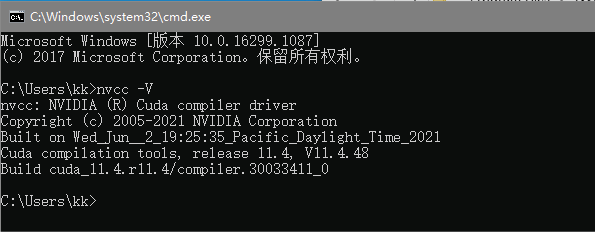 C:\Windows\system32\cmd.exe
Microsoft Windows [版本 10.0.16299.1087]
(c) 2017 Microsoft Corporation。保留所有权利。
C:\Users\kk>nvcc -V
nvcc: NVIDIA (R) Cuda compiler driver
Copyright (c) 2005-2021 NVIDIA Corporation
Built on Wed_Jun__2_19:25:35_Pacific_Daylight_Time_2021
Cuda compilation tools, release 11.4, V11.4.48
Build cuda_11.4.r11.4/compiler.30033411_0
C:\Users\kk>